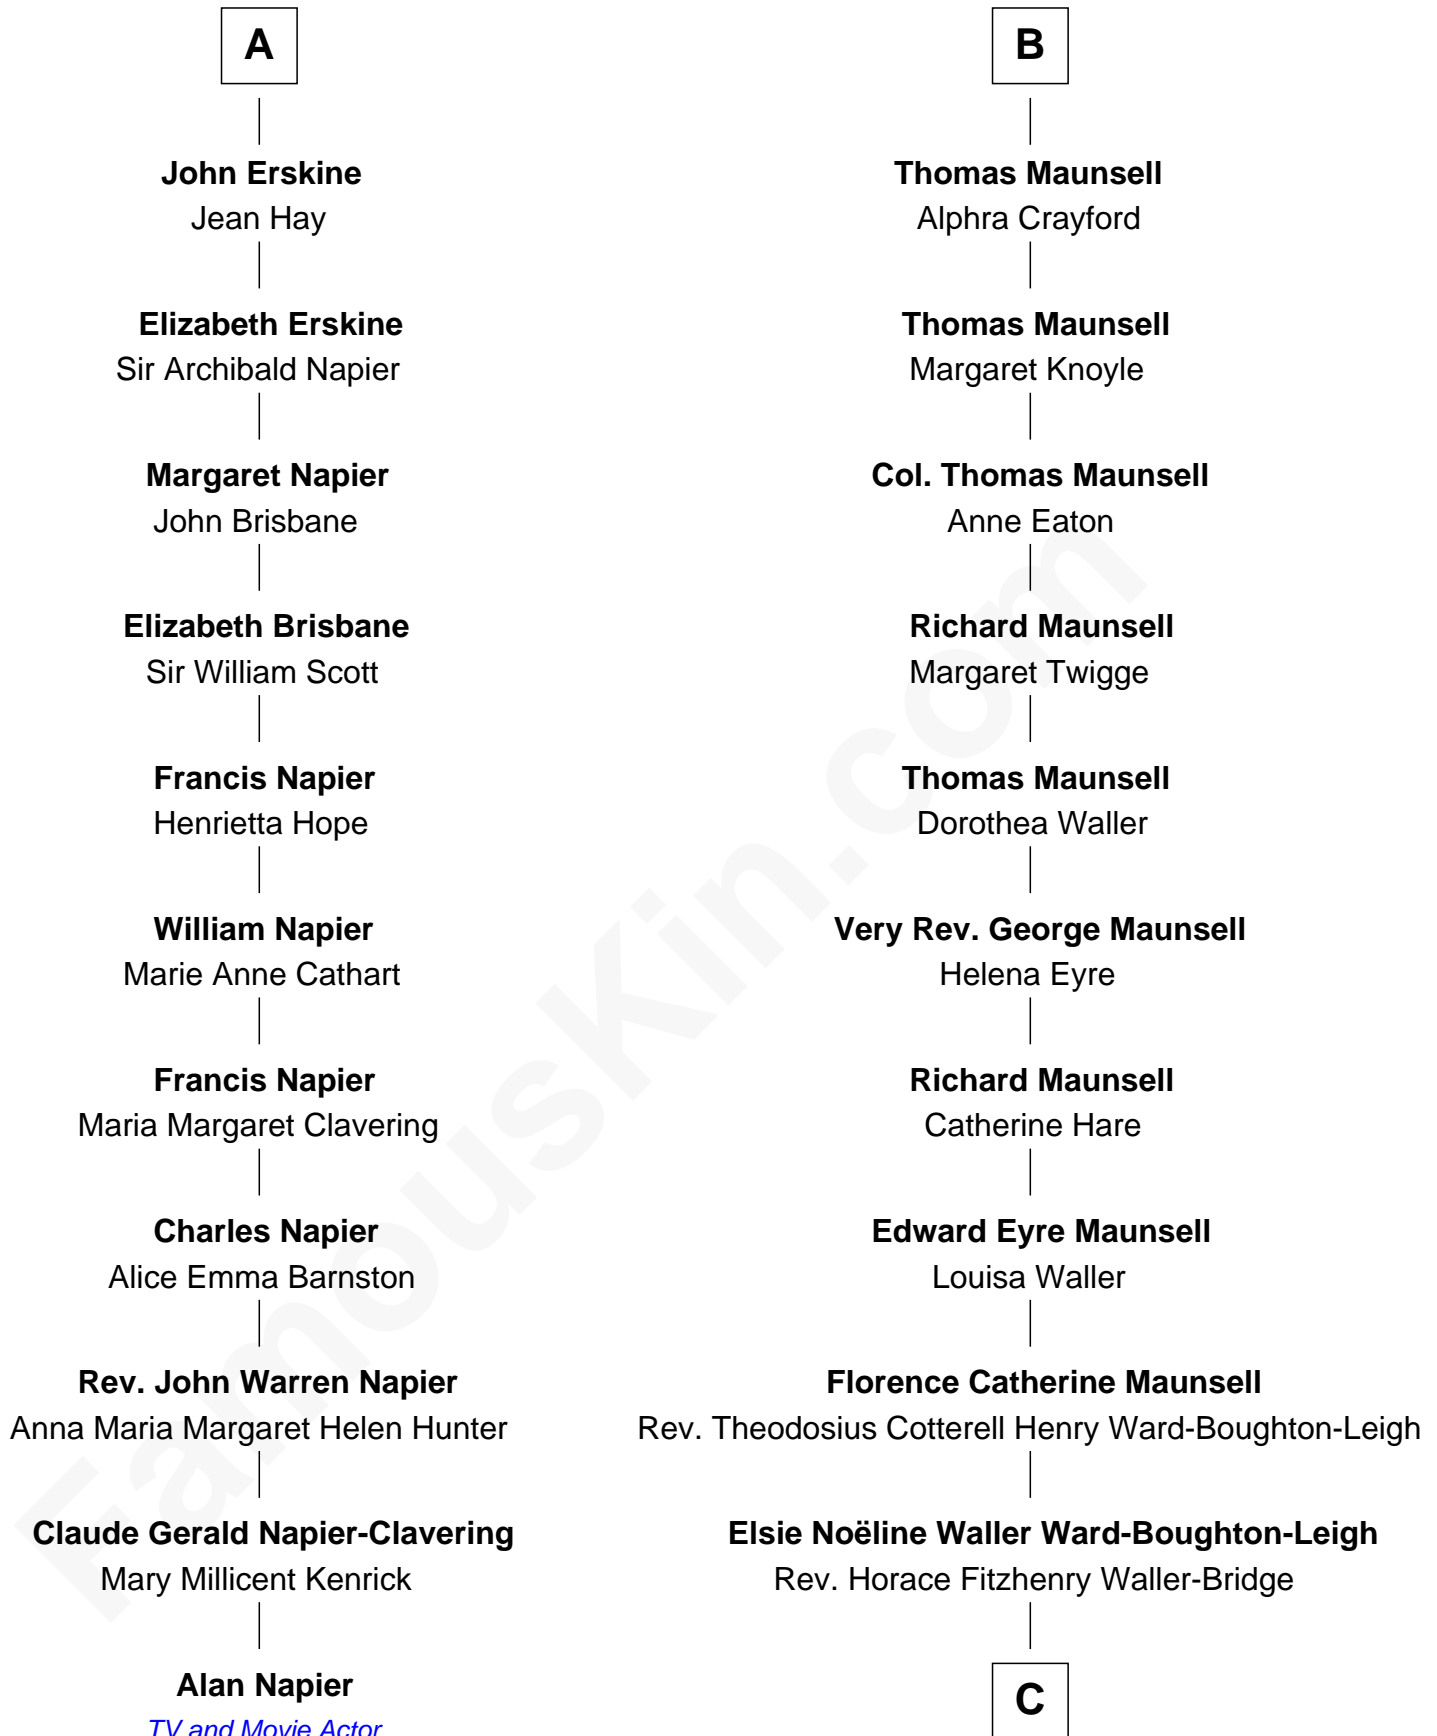 A
John Erskine
Jean Hay
Elizabeth Erskine
Sir Archibald Napier
Margaret Napier
John Brisbane
Elizabeth Brisbane
Sir William Scott
Francis Napier
Henrietta Hope
William Napier
Marie Anne Cathart
Francis Napier
Maria Margaret Clavering
Charles Napier
Alice Emma Barnston
Rev. John Warren Napier
Anna Maria Margaret Helen Hunter
Claude Gerald Napier-Clavering
Mary Millicent Kenrick
Alan Napier
TV and Movie Actor
B
Thomas Maunsell
Alphra Crayford
Thomas Maunsell
Margaret Knoyle
Col. Thomas Maunsell
Anne Eaton
Richard Maunsell
Margaret Twigge
Thomas Maunsell
Dorothea Waller
Very Rev. George Maunsell
Helena Eyre
Richard Maunsell
Catherine Hare
Edward Eyre Maunsell
Louisa Waller
Florence Catherine Maunsell
Rev. Theodosius Cotterell Henry Ward-Boughton-Leigh
Elsie Noëline Waller Ward-Boughton-Leigh
Rev. Horace Fitzhenry Waller-Bridge
C
FamousKin.com